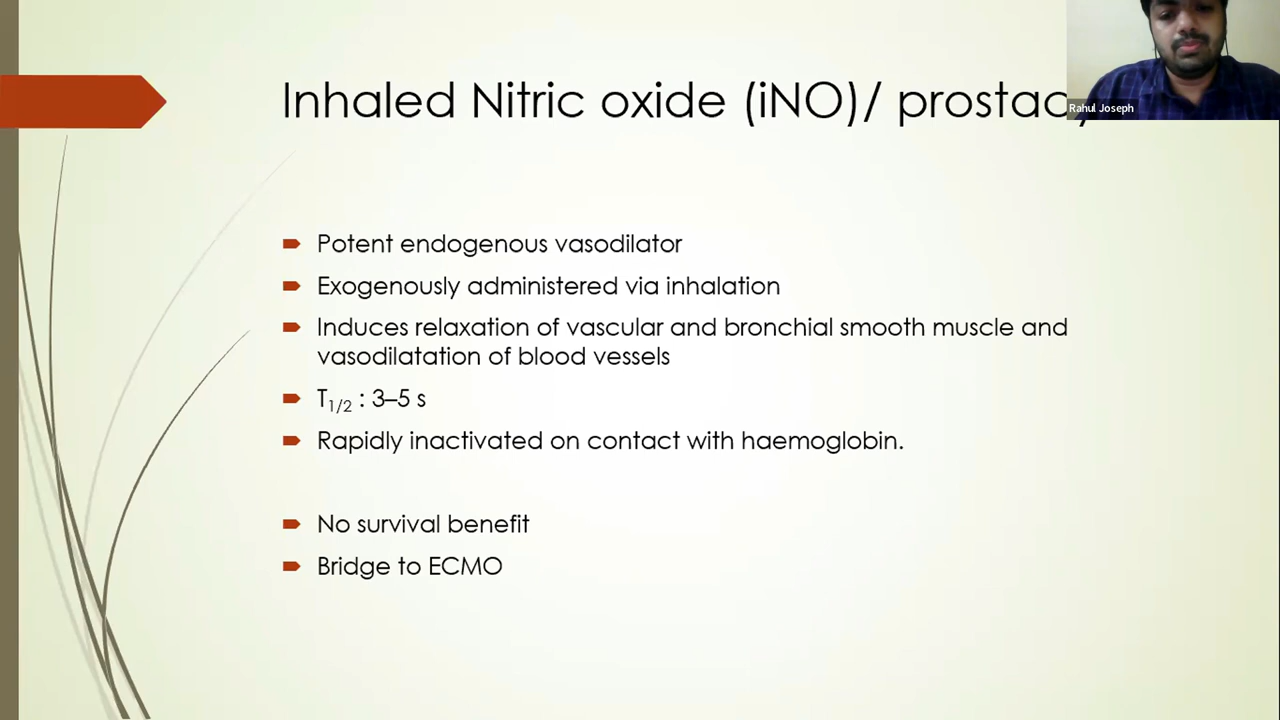 Inhaled Nitric oxide (iNO)/
Rahul Joseph
Potent endogenous vasodilator
Exogenously administered via inhalation
Induces relaxation of vascular and bronchial smooth muscle and
vasodilatation of blood vessels
T1/2 : 3–5 s
Rapidly inactivated on contact with haemoglobin.
No survival benefit
Bridge to ECMO